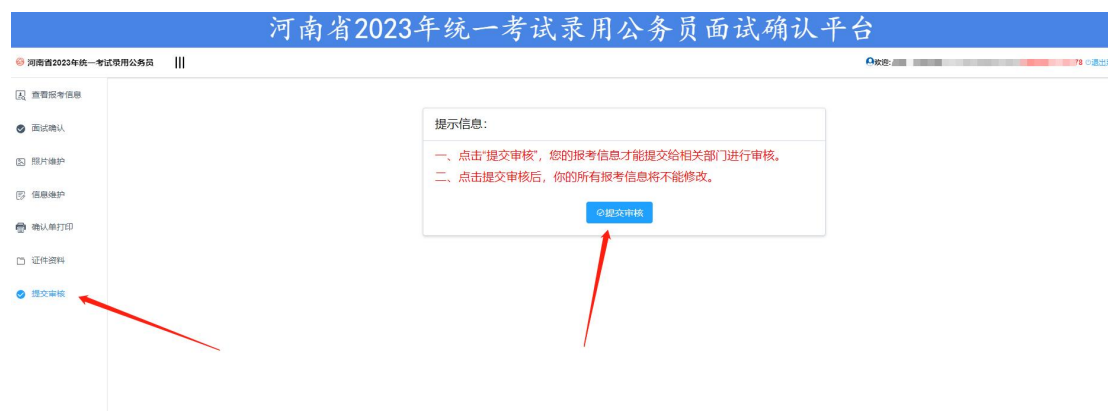 河南省2023年统一考试录用公务员面试确认平台
河南省2023年统一考试录用公务员
欢迎:
78 退出
查看报考信息
面试确认
照片维护
信息维护
确认单打印
证件资料
提交审核
提示信息：
一、点击“提交审核”，您的报考信息才能提交给相关部门进行审核。
二、点击提交审核后，你的所有报考信息将不能修改。
提交审核